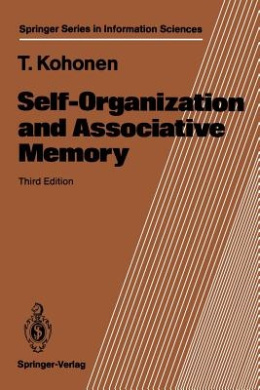 Springer Series in Information Sciences
T. Kohonen
Self-Organization
and Associative
Memory
Third Edition
Springer-Verlag